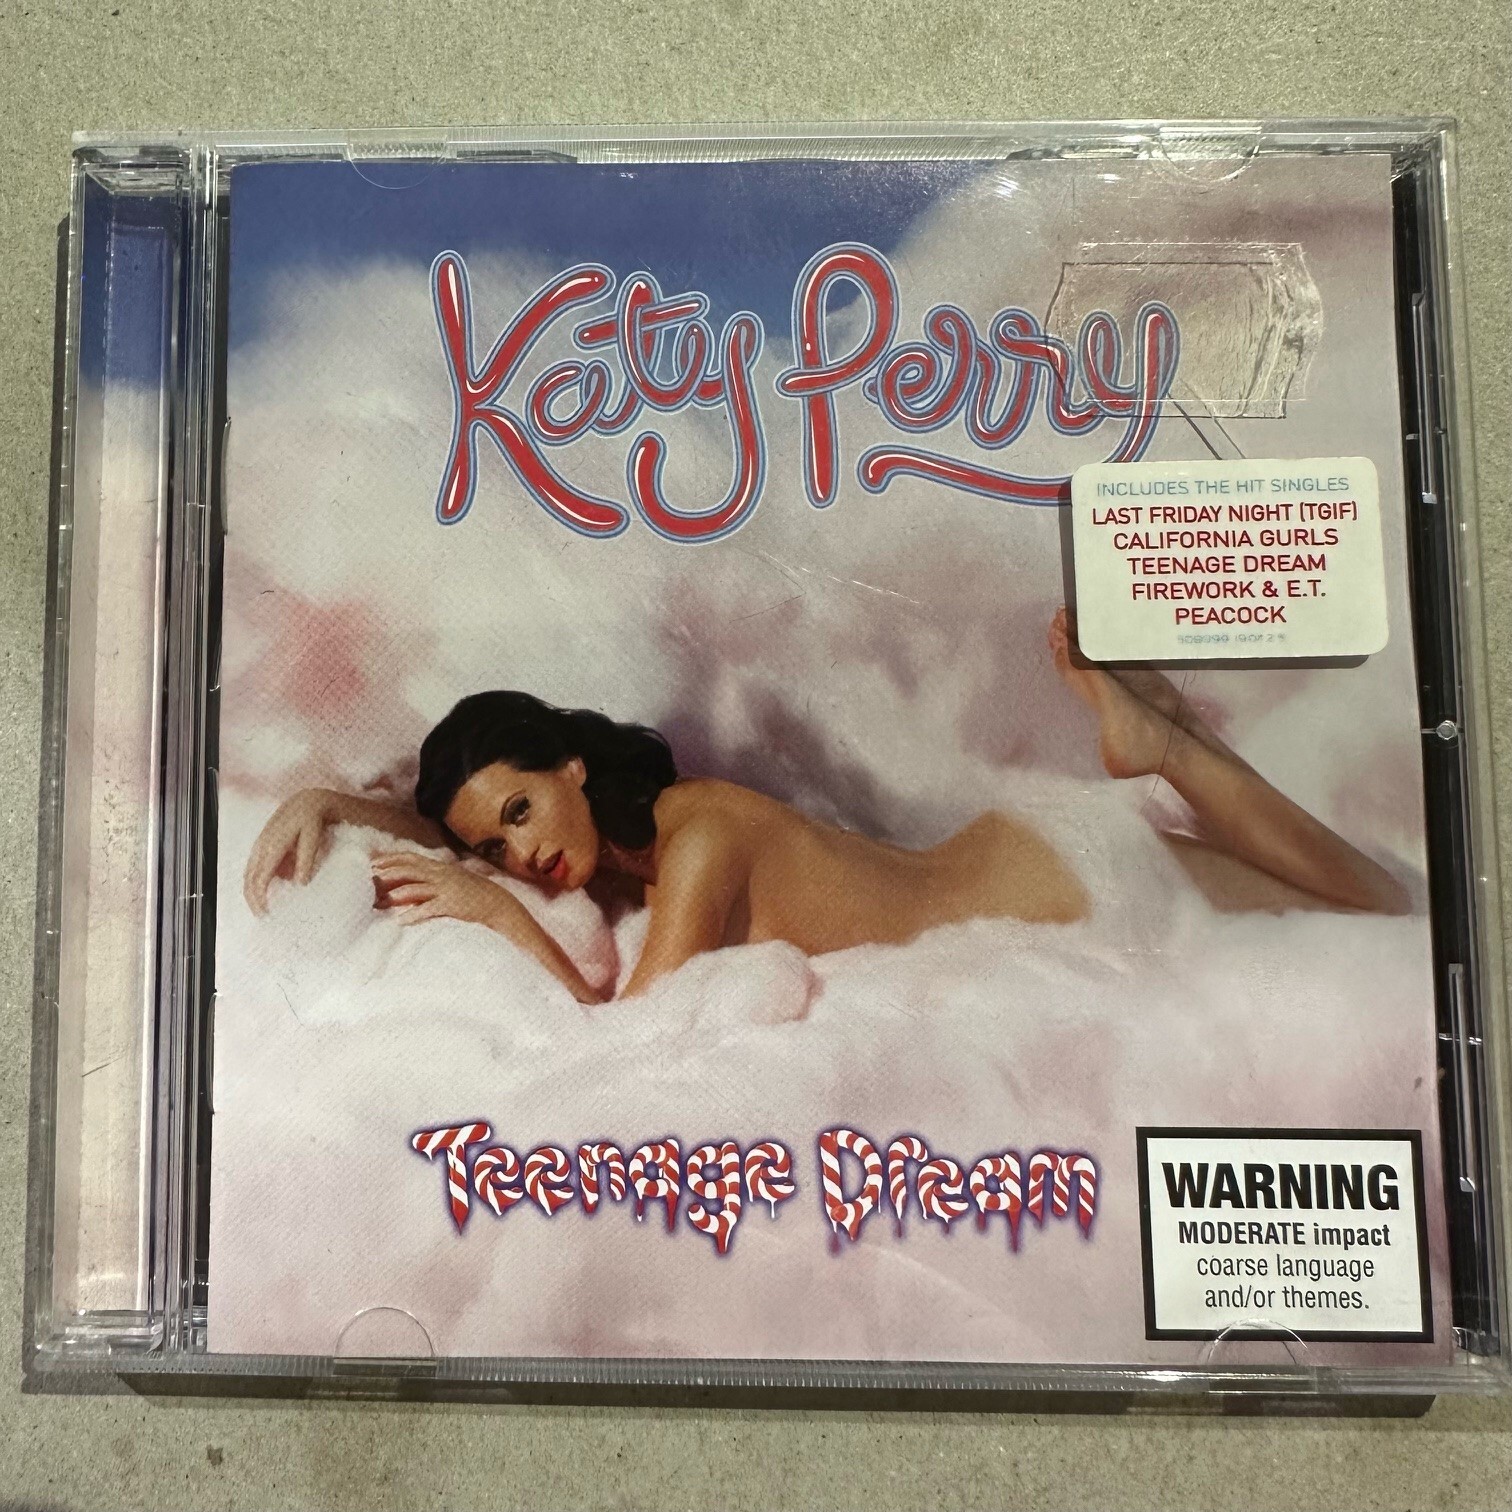 Katy Perry
INCLUDES THE HIT SINGLES
LAST FRIDAY NIGHT (TGIF)
CALIFORNIA GURLS
TEENAGE DREAM
FIREWORK & E.T.
PEACOCK
Teenage Dream
WARNING
MODERATE impact
coarse language
and/or themes.